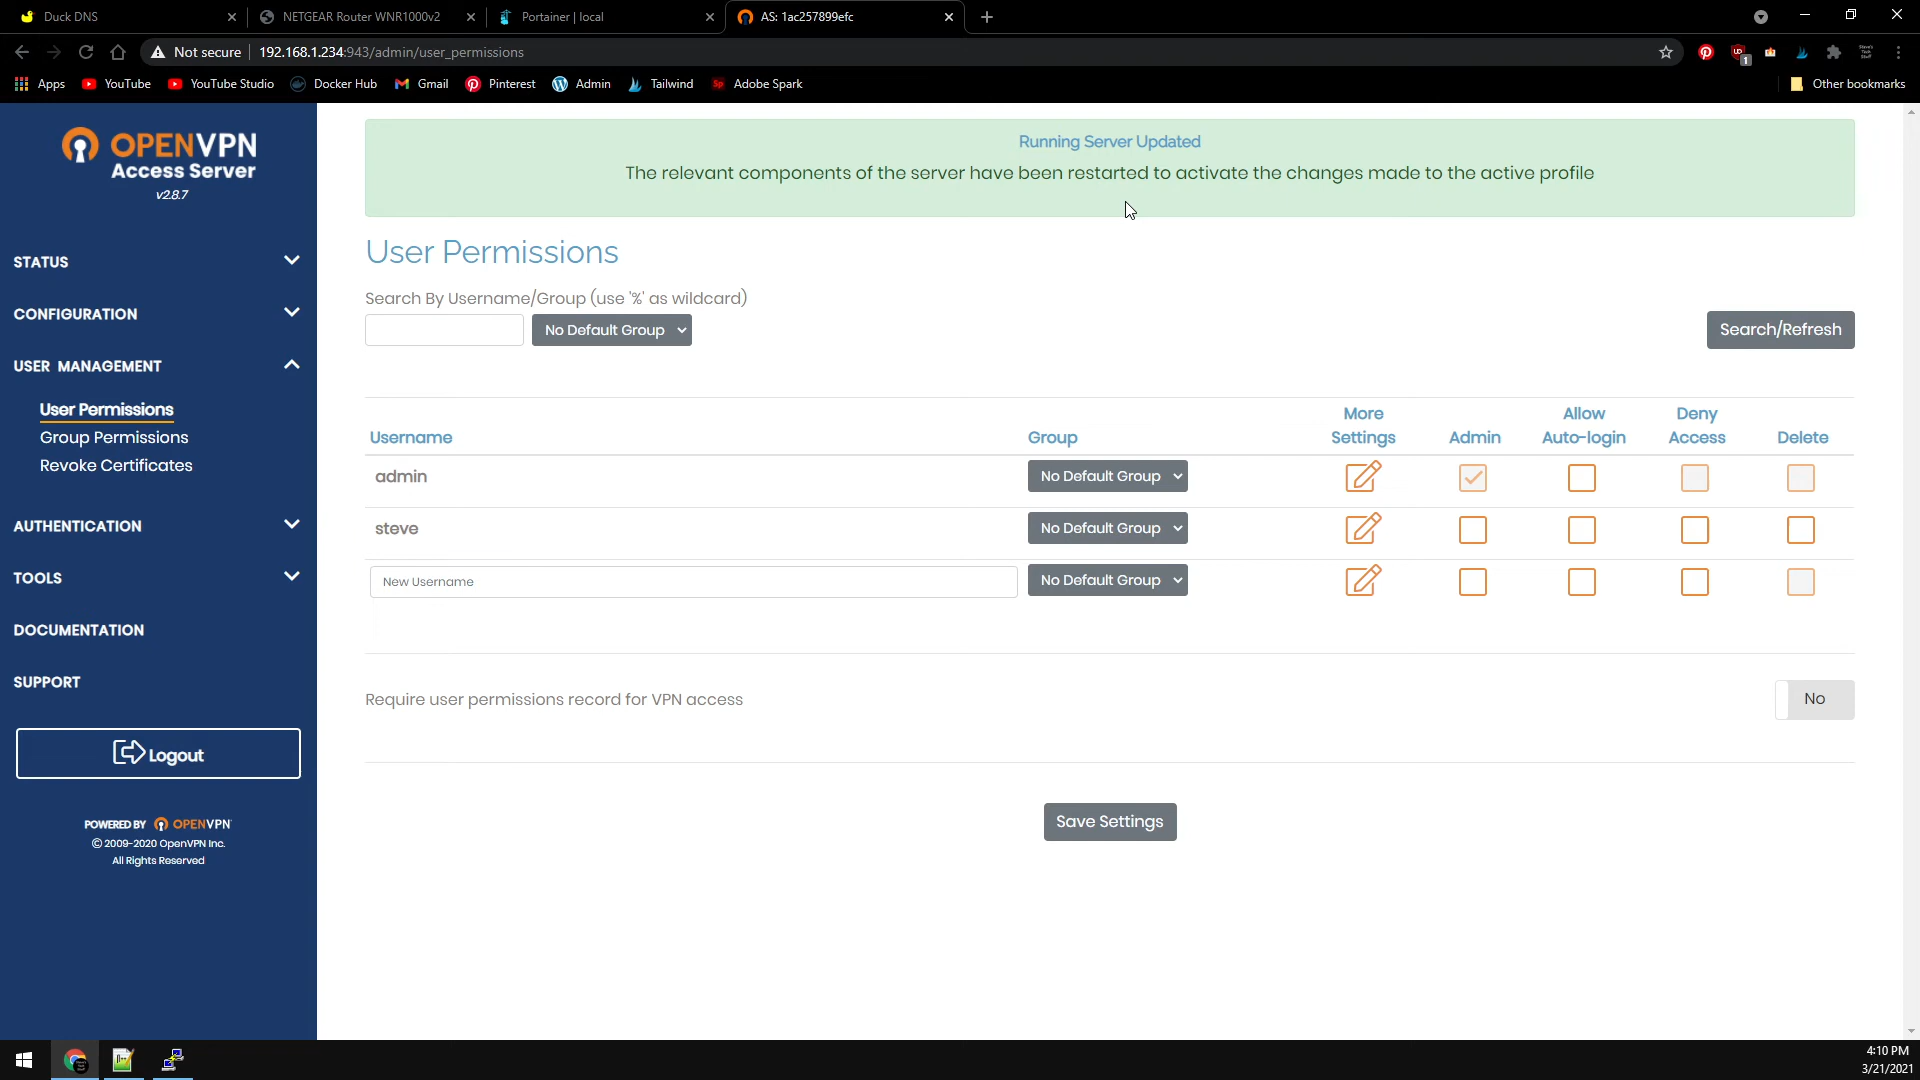 Duck DNS
NETGEAR Router WNR1000v2
Portainer | local
AS: 1ac257899efc
Not secure
192.168.1.234:943/admin/user_permissions
1
Apps
YouTube
YouTube Studio
Docker Hub
Gmail
Pinterest
Admin
Tailwind
Sp
Adobe Spark
Other bookmarks
OPENVPN
Access Server
v2.8.7
STATUS
CONFIGURATION
USER MANAGEMENT
User Permissions
Group Permissions
Revoke Certificates
AUTHENTICATION
TOOLS
DOCUMENTATION
SUPPORT
Logout
POWERED BY OPENVPN
© 2009-2020 OpenVPN Inc.
All Rights Reserved
Running Server Updated
The relevant components of the server have been restarted to activate the changes made to the active profile
User Permissions
Search By Username/Group (use '%' as wildcard)
No Default Group
Search/Refresh
Username
Group
More
Settings
Admin
Allow
Auto-login
Deny
Access
Delete
admin
No Default Group
steve
No Default Group
New Username
No Default Group
Require user permissions record for VPN access
No
Save Settings
4:10 PM
3/21/2021